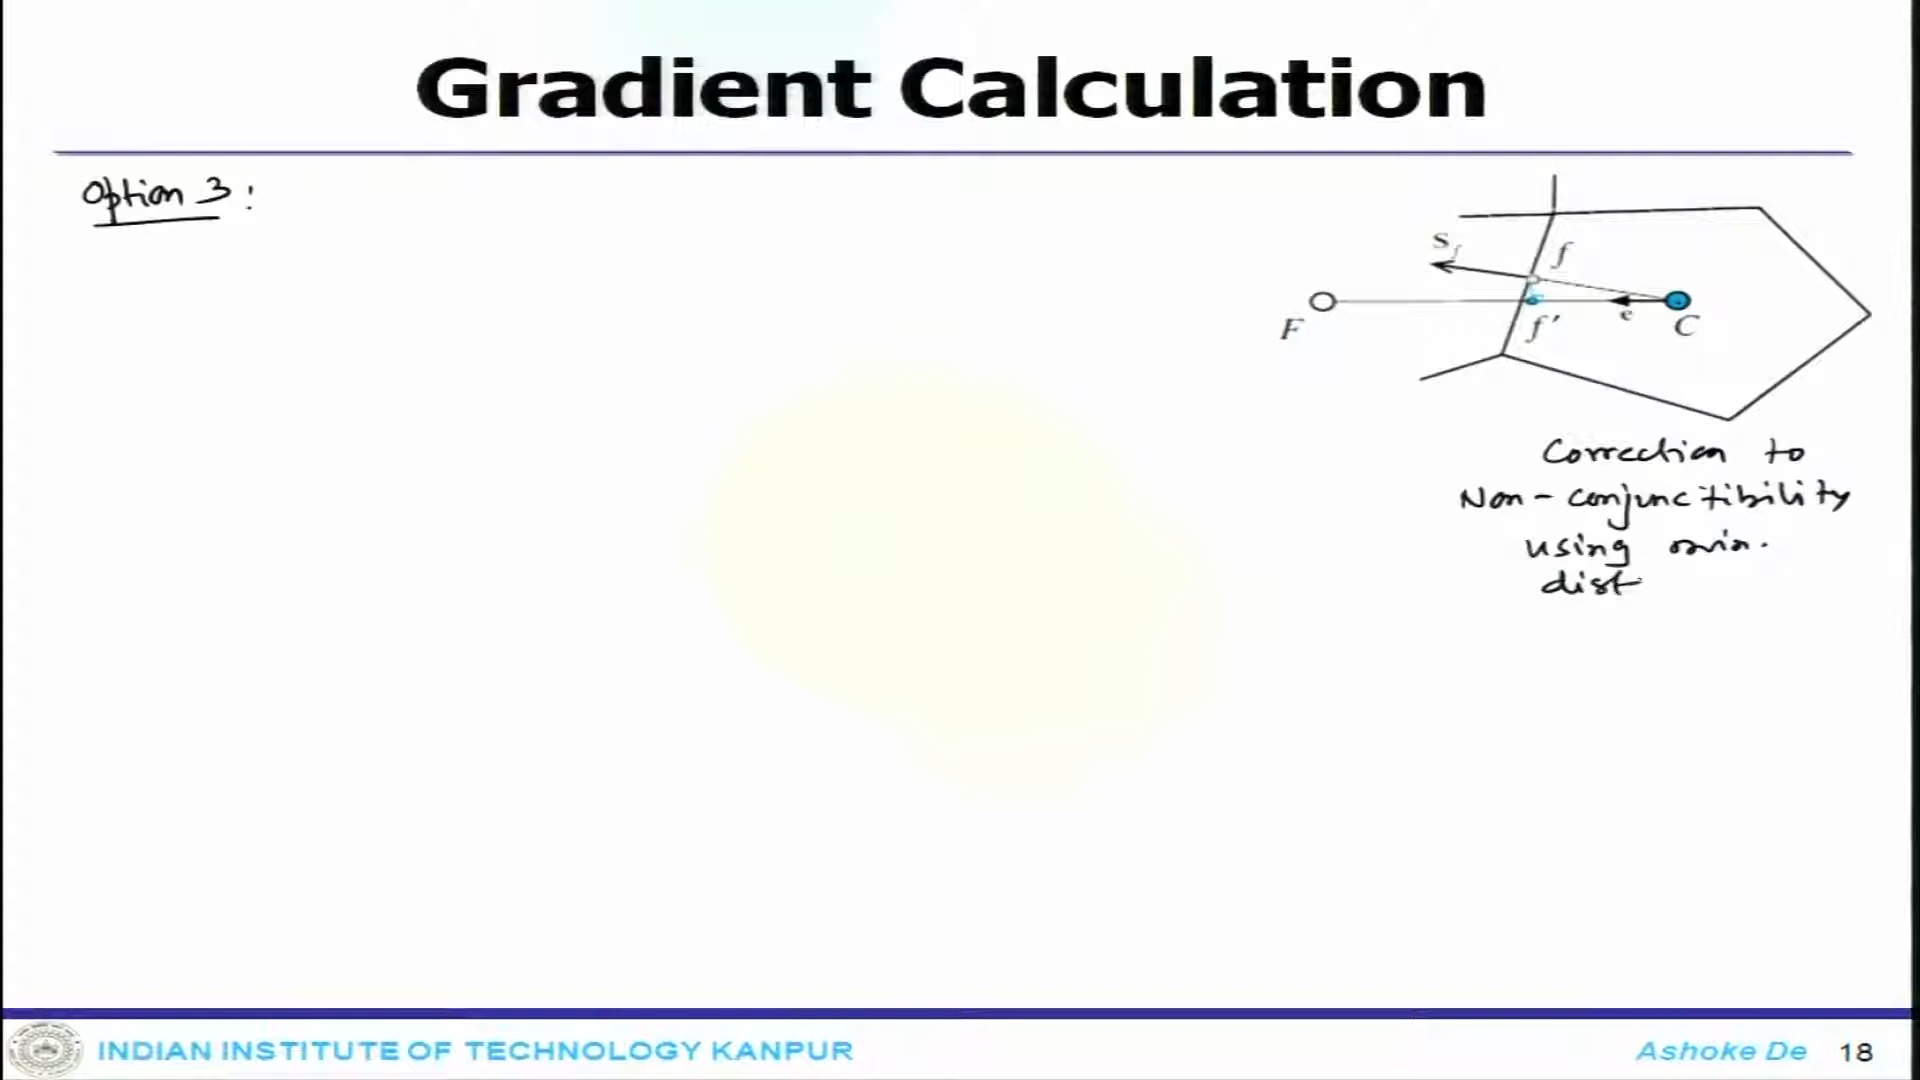 Gradient Calculation
Option 3:
S_f
f
F
f'
e
C
Correction to
Non-conjunctibility
using min.
dist
INDIAN INSTITUTE OF TECHNOLOGY KANPUR
Ashoke De 18